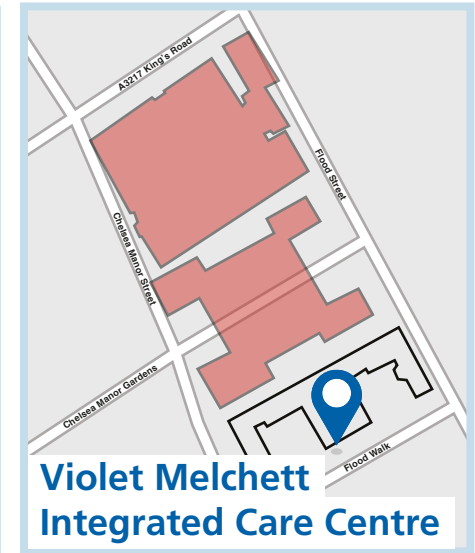 A3217 King's Road
Flood Street
Chelsea Manor Street
Chelsea Manor Gardens
Flood Walk
Violet Melchett
Integrated Care Centre